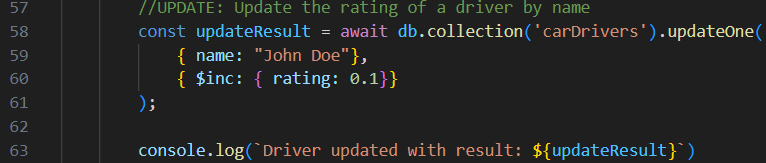 57 //UPDATE: Update the rating of a driver by name
58 const updateResult = await db.collection('carDrivers').updateOne(
59 { name: "John Doe"},
60 { $inc: { rating: 0.1}}
61 );
62
63 console.log(`Driver updated with result: ${updateResult}`)